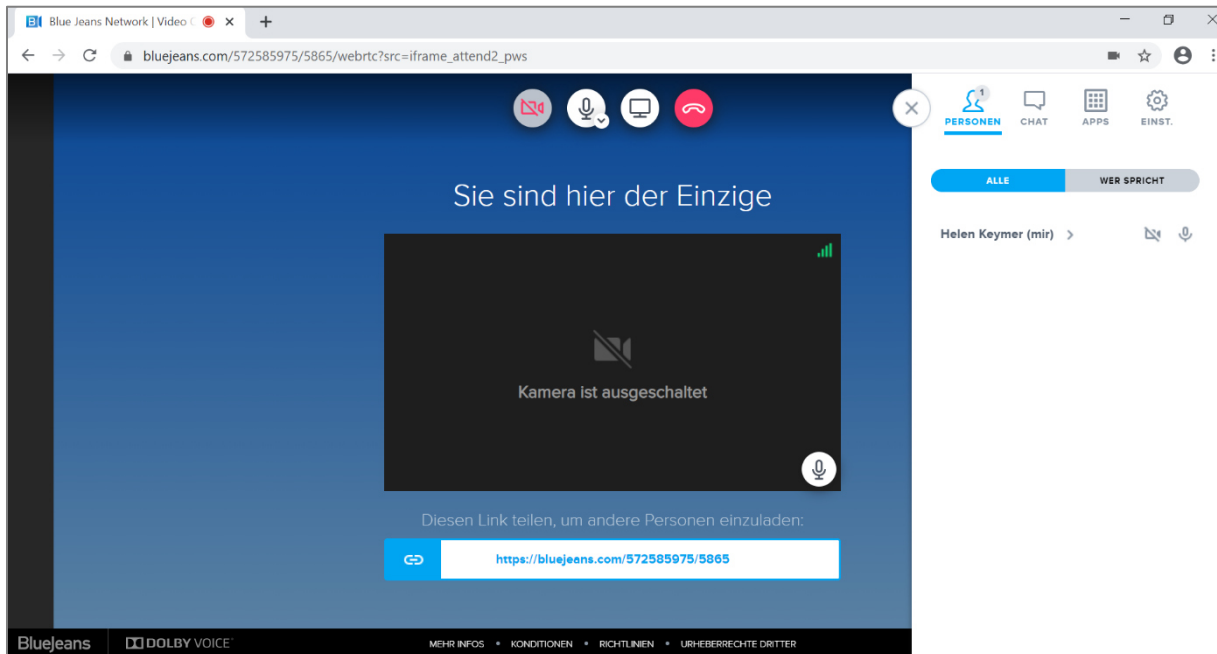 Blue Jeans Network | Video C
bluejeans.com/572585975/5865/webrtc?src=iframe_attend2_pws
1
PERSONEN CHAT APPS EINST.
ALLE WER SPRICHT
Helen Keymer (mir)
Sie sind hier der Einzige
Kamera ist ausgeschaltet
Diesen Link teilen, um andere Personen einzuladen:
https://bluejeans.com/572585975/5865
BlueJeans DOLBY VOICE MEHR INFOS • KONDITIONEN • RICHTLINIEN • URHEBERRECHTE DRITTER